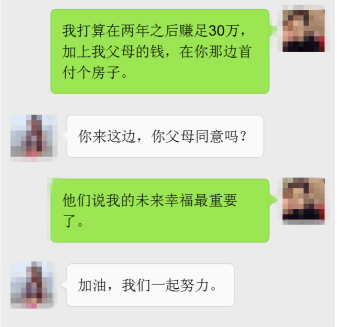 我打算在两年之后赚足30万，
加上我父母的钱，在你那边首
付个房子。
你来这边，你父母同意吗？
他们说我的未来幸福最重要
了。
加油，我们一起努力。